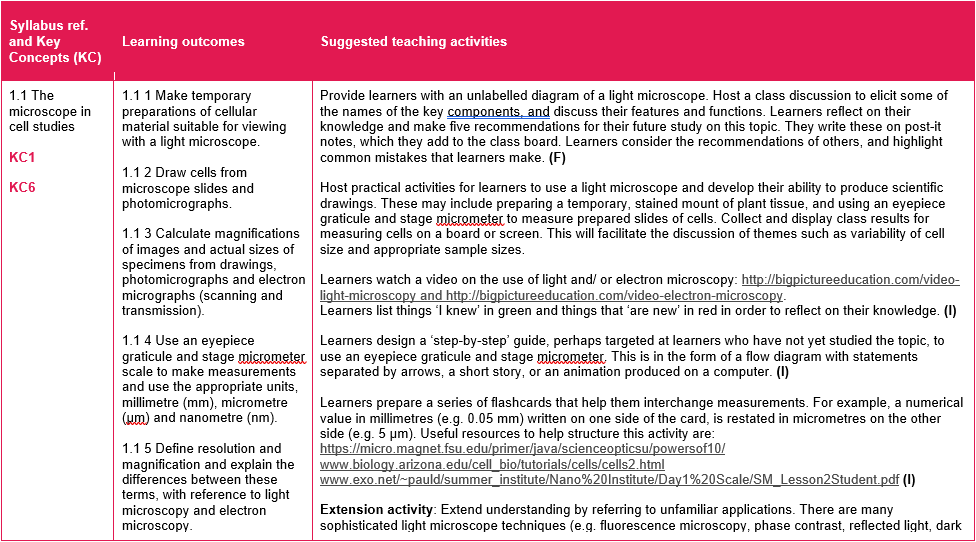 Syllabus ref.
and Key
Concepts (KC)
Learning outcomes
Suggested teaching activities
1.1 The
microscope in
cell studies
KC1
KC6
1.1 1 Make temporary
preparations of cellular
material suitable for viewing
with a light microscope.
1.1 2 Draw cells from
microscope slides and
photomicrographs.
1.1 3 Calculate magnifications
of images and actual sizes of
specimens from drawings,
photomicrographs and electron
micrographs (scanning and
transmission).
1.1 4 Use an eyepiece
graticule and stage micrometer
scale to make measurements
and use the appropriate units,
millimetre (mm), micrometre
(µm) and nanometre (nm).
1.1 5 Define resolution and
magnification and explain the
differences between these
terms, with reference to light
microscopy and electron
microscopy.
Provide learners with an unlabelled diagram of a light microscope. Host a class discussion to elicit some of
the names of the key components, and discuss their features and functions. Learners reflect on their
knowledge and make five recommendations for their future study on this topic. They write these on post-it
notes, which they add to the class board. Learners consider the recommendations of others, and highlight
common mistakes that learners make. (F)
Host practical activities for learners to use a light microscope and develop their ability to produce scientific
drawings. These may include preparing a temporary, stained mount of plant tissue, and using an eyepiece
graticule and stage micrometer to measure prepared slides of cells. Collect and display class results for
measuring cells on a board or screen. This will facilitate the discussion of themes such as variability of cell
size and appropriate sample sizes.
Learners watch a video on the use of light and/ or electron microscopy: http://bigpictureeducation.com/video-
light-microscopy and http://bigpictureeducation.com/video-electron-microscopy.
Learners list things ‘I knew’ in green and things that ‘are new’ in red in order to reflect on their knowledge. (I)
Learners design a ‘step-by-step’ guide, perhaps targeted at learners who have not yet studied the topic, to
use an eyepiece graticule and stage micrometer. This is in the form of a flow diagram with statements
separated by arrows, a short story, or an animation produced on a computer. (I)
Learners prepare a series of flashcards that help them interchange measurements. For example, a numerical
value in millimetres (e.g. 0.05 mm) written on one side of the card, is restated in micrometres on the other
side (e.g. 5 µm). Useful resources to help structure this activity are:
https://micro.magnet.fsu.edu/primer/java/scienceopticsu/powersof10/
www.biology.arizona.edu/cell_bio/tutorials/cells/cells2.html
www.exo.net/~pauld/summer_institute/Nano%20Institute/Day1%20Scale/SM_Lesson2Student.pdf (I)
Extension activity: Extend understanding by referring to unfamiliar applications. There are many
sophisticated light microscope techniques (e.g. fluorescence microscopy, phase contrast, reflected light, dark